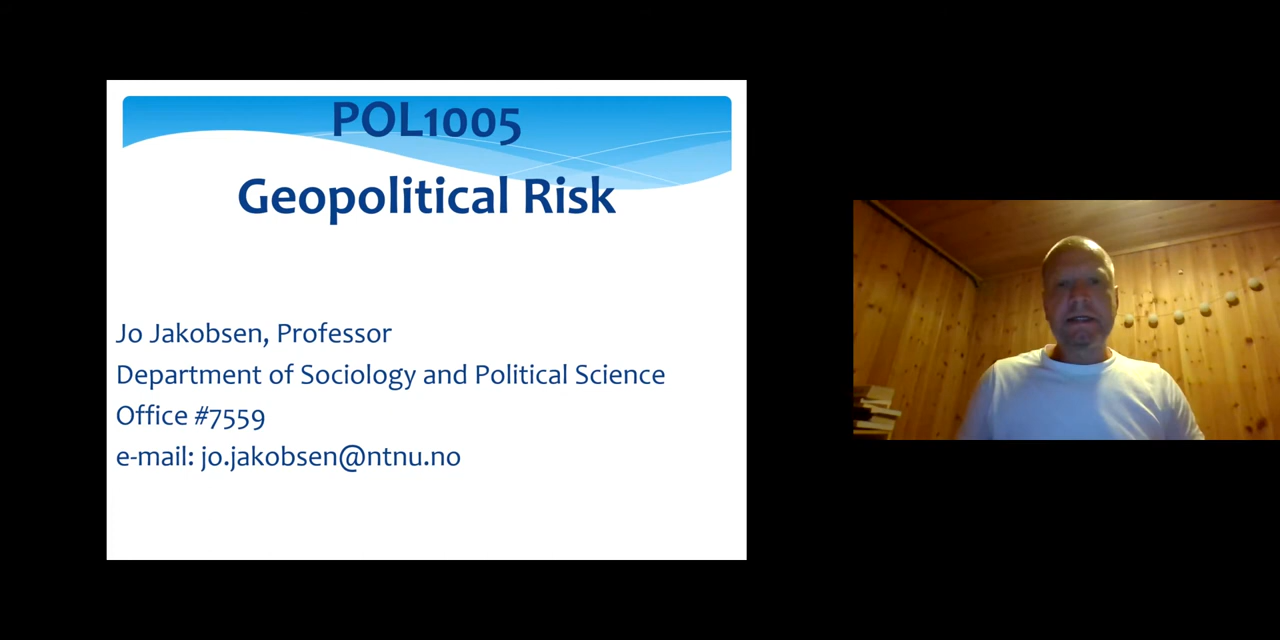 POL1005
Geopolitical Risk
Jo Jakobsen, Professor
Department of Sociology and Political Science
Office #7559
e-mail: jo.jakobsen@ntnu.no